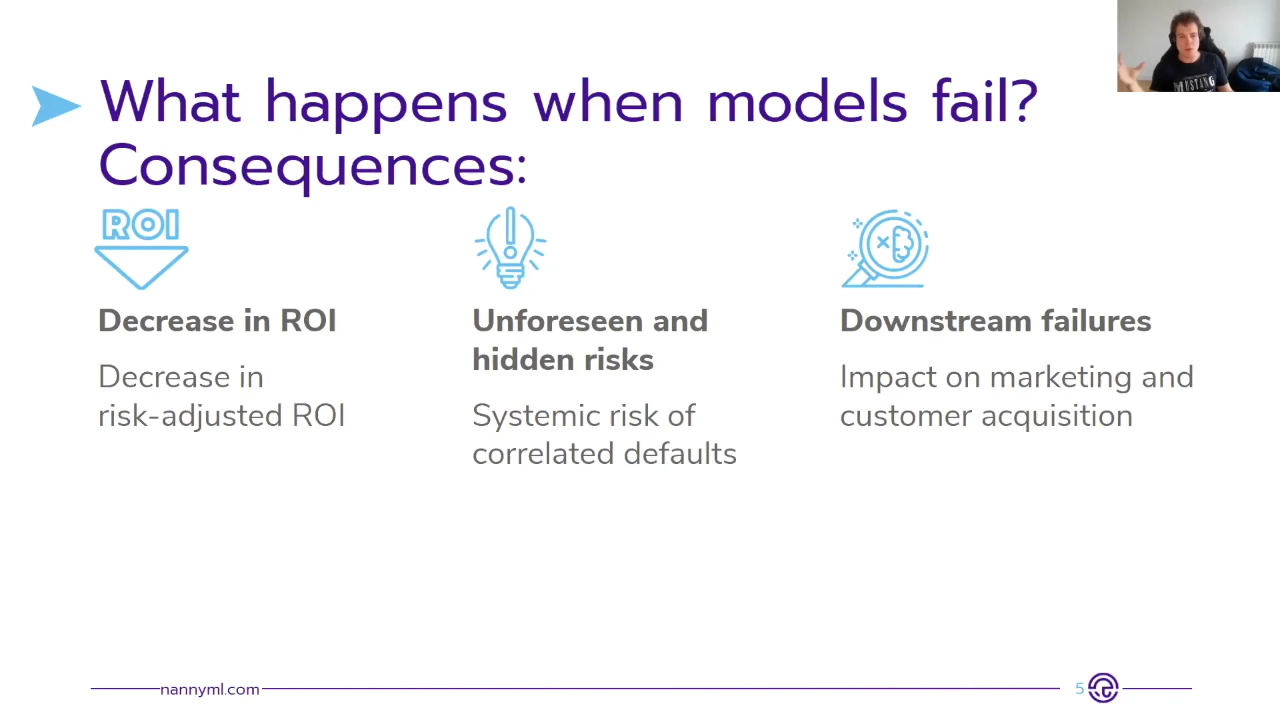 What happens when models fail?
Consequences:
ROI
Decrease in ROI
Decrease in
risk-adjusted ROI
Unforeseen and
hidden risks
Systemic risk of
correlated defaults
Downstream failures
Impact on marketing and
customer acquisition
MUSTANG
nannyml.com
5